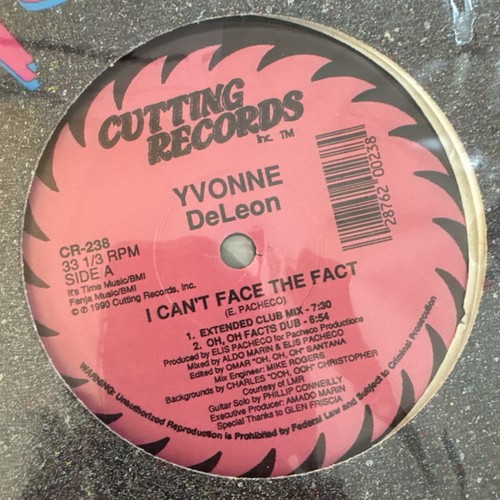 CUTTING
RECORDS
Inc. TM
YVONNE
DeLeon
28762 00238
CR-238
33 1/3 RPM
SIDE A
It's Time Music/BMI
Fanja Music/BMI
© ℗ 1990 Cutting Records, Inc.
I CAN'T FACE THE FACT
(E. PACHECO)
1. EXTENDED CLUB MIX - 7:30
2. OH, OH FACTS DUB - 6:54
Produced by ELIS PACHECO for Pacheco Productions
Mixed by ALDO MARIN & ELIS PACHECO
Edited by OMAR "OH, OH, OH" SANTANA
Mix Engineer: MIKE ROGERS
Backgrounds by CHARLES "OOH, OOH" CHRISTOPHER
Courtesy of LMR
Guitar Solo by PHILLIP CONNEILLY
Executive Producer: AMADO MARIN
Special Thanks to GLEN FRISCIA
WARNING: Unauthorized Reproduction is Prohibited by Federal Law and Subject to Criminal Prosecution